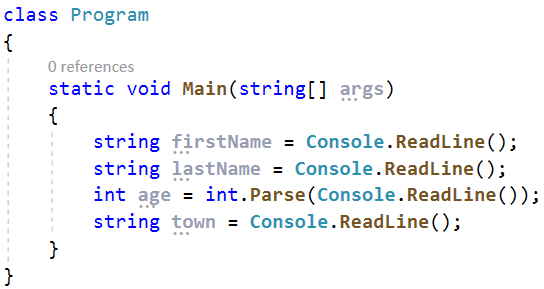 class Program
{
0 references
static void Main(string[] args)
{
string firstName = Console.ReadLine();
string lastName = Console.ReadLine();
int age = int.Parse(Console.ReadLine());
string town = Console.ReadLine();
}
}